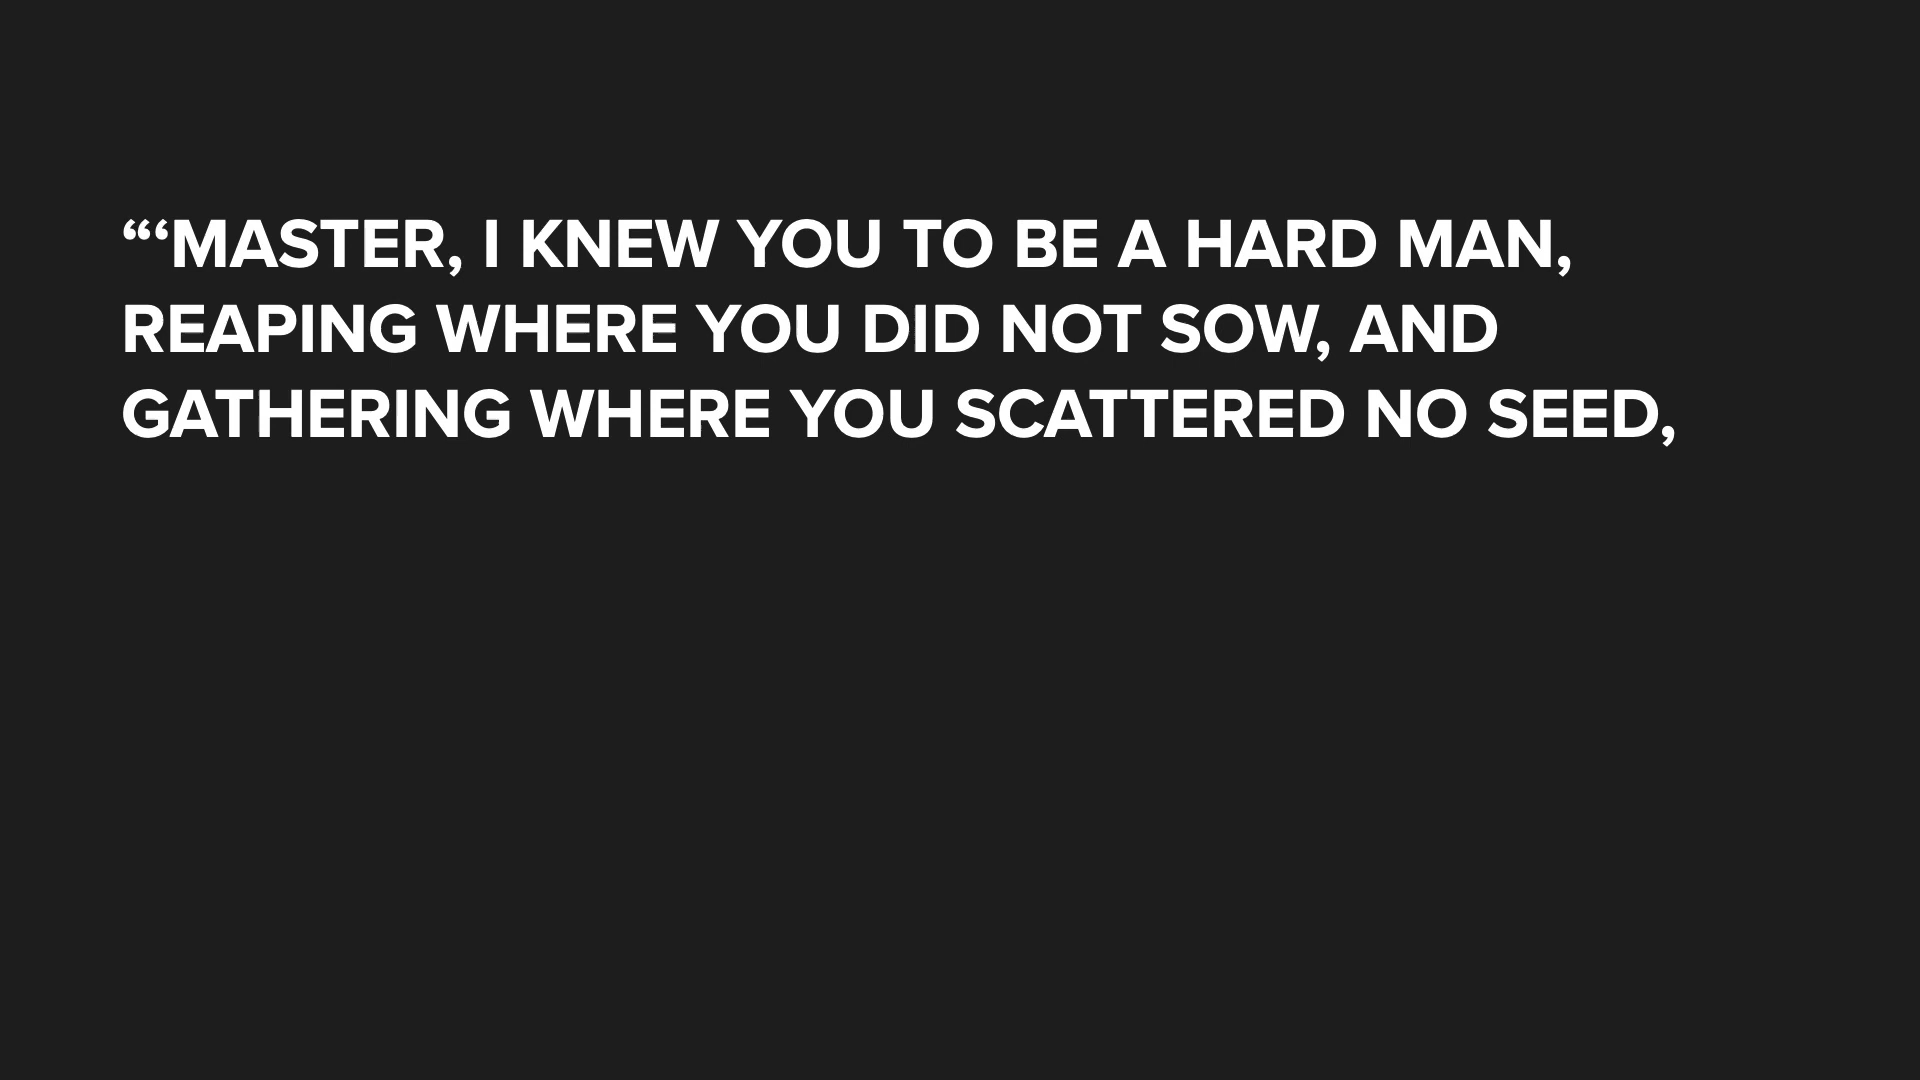 “‘MASTER, I KNEW YOU TO BE A HARD MAN,
REAPING WHERE YOU DID NOT SOW, AND
GATHERING WHERE YOU SCATTERED NO SEED,